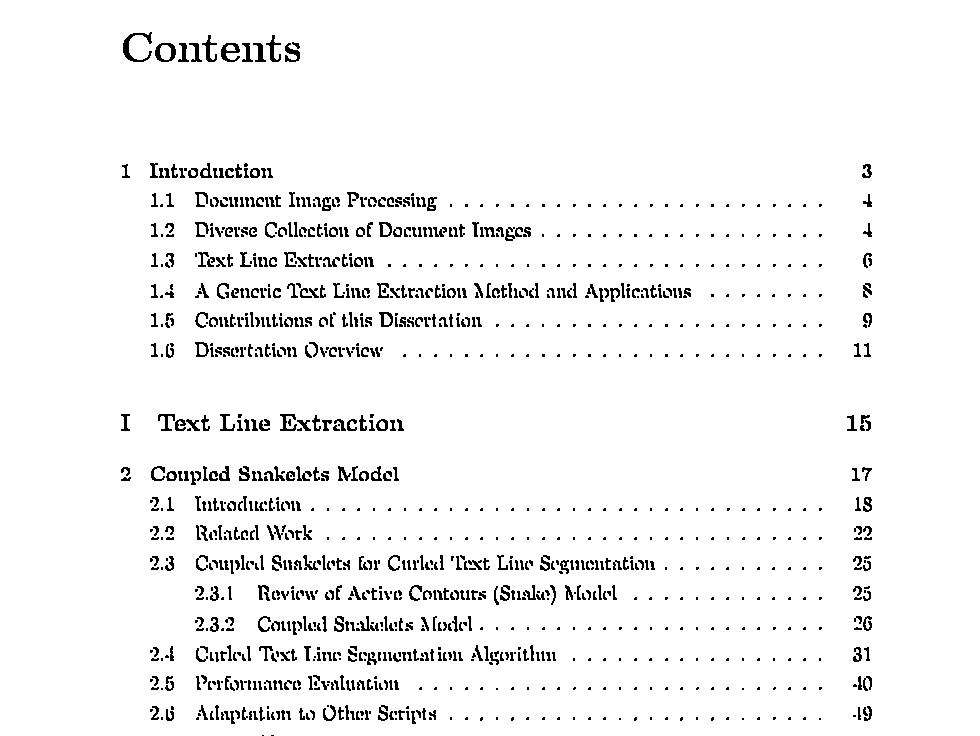 Contents
1 Introduction 3
1.1 Document Image Processing . . . . . . . . . . . . . . . . . . . . . . . . . 4
1.2 Diverse Collection of Document Images . . . . . . . . . . . . . . . . . . . 4
1.3 Text Line Extraction . . . . . . . . . . . . . . . . . . . . . . . . . . . . . 6
1.4 A Generic Text Line Extraction Method and Applications . . . . . . . . 8
1.5 Contributions of this Dissertation . . . . . . . . . . . . . . . . . . . . . . 9
1.6 Dissertation Overview . . . . . . . . . . . . . . . . . . . . . . . . . . . . 11
I Text Line Extraction 15
2 Coupled Snakelets Model 17
2.1 Introduction . . . . . . . . . . . . . . . . . . . . . . . . . . . . . . . . . . 18
2.2 Related Work . . . . . . . . . . . . . . . . . . . . . . . . . . . . . . . . . 22
2.3 Coupled Snakelets for Curled Text Line Segmentation . . . . . . . . . . . 25
2.3.1 Review of Active Contours (Snake) Model . . . . . . . . . . . . . 25
2.3.2 Coupled Snakelets Model . . . . . . . . . . . . . . . . . . . . . . . 26
2.4 Curled Text Line Segmentation Algorithm . . . . . . . . . . . . . . . . . 31
2.5 Performance Evaluation . . . . . . . . . . . . . . . . . . . . . . . . . . . 40
2.6 Adaptation to Other Scripts . . . . . . . . . . . . . . . . . . . . . . . . . 49